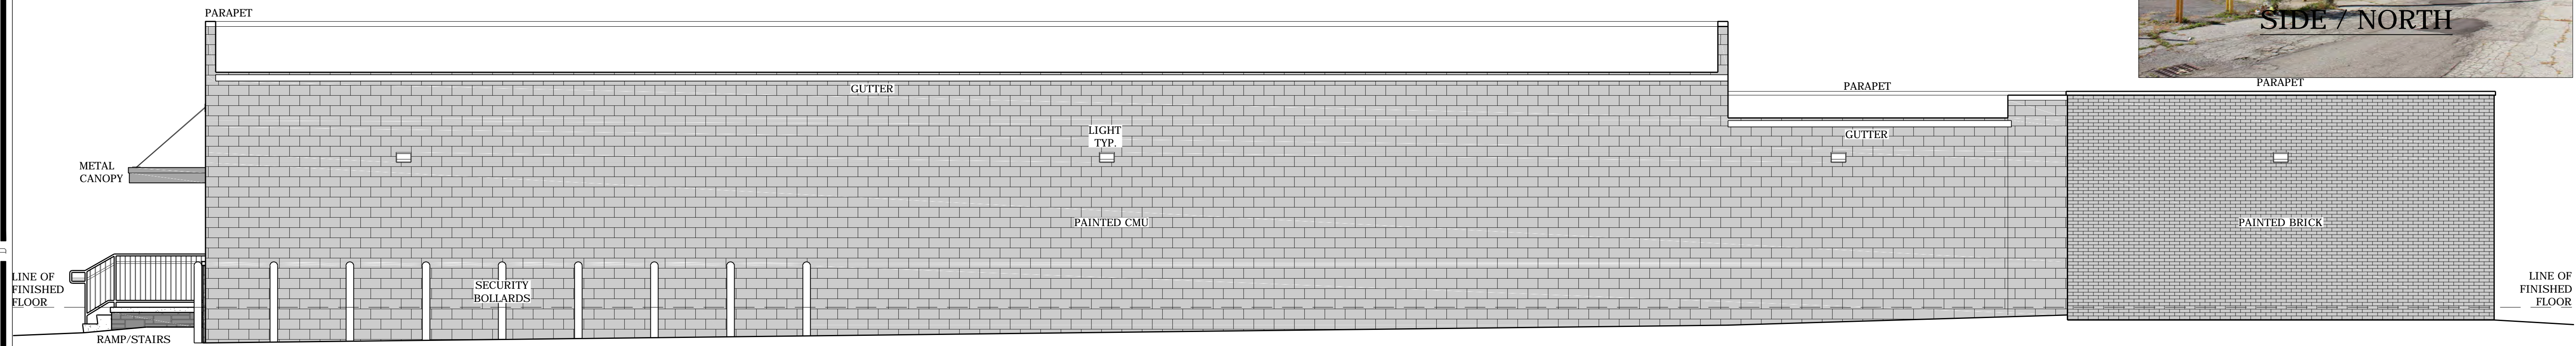 PARAPET
SIDE / NORTH
GUTTER
PARAPET
PARAPET
LIGHT
TYP.
GUTTER
METAL
CANOPY
PAINTED CMU
PAINTED BRICK
LINE OF
FINISHED
FLOOR
SECURITY
BOLLARDS
LINE OF
FINISHED
FLOOR
RAMP/STAIRS